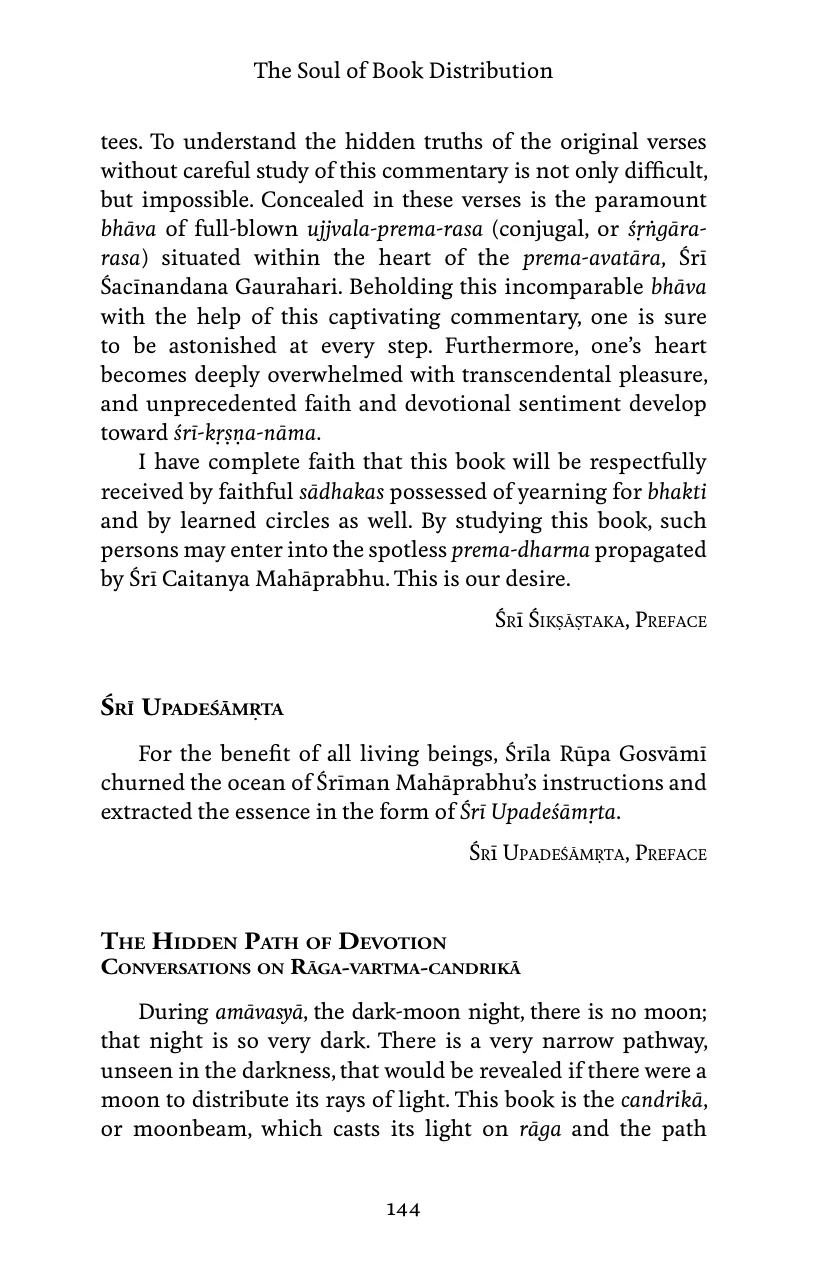 The Soul of Book Distribution
tees. To understand the hidden truths of the original verses
without careful study of this commentary is not only difficult,
but impossible. Concealed in these verses is the paramount
bhāva of full-blown ujjvala-prema-rasa (conjugal, or śṛṅgāra-
rasa) situated within the heart of the prema-avatāra, Śrī
Śacīnandana Gaurahari. Beholding this incomparable bhāva
with the help of this captivating commentary, one is sure
to be astonished at every step. Furthermore, one’s heart
becomes deeply overwhelmed with transcendental pleasure,
and unprecedented faith and devotional sentiment develop
toward śrī-kṛṣṇa-nāma.
I have complete faith that this book will be respectfully
received by faithful sādhakas possessed of yearning for bhakti
and by learned circles as well. By studying this book, such
persons may enter into the spotless prema-dharma propagated
by Śrī Caitanya Mahāprabhu. This is our desire.
Śrī Śikṣāṣtaka, Preface
Śrī Upadeśāmṛta
For the benefit of all living beings, Śrīla Rūpa Gosvāmī
churned the ocean of Śrīman Mahāprabhu’s instructions and
extracted the essence in the form of Śrī Upadeśāmṛta.
Śrī Upadeśāmṛta, Preface
The Hidden Path of Devotion
Conversations on Rāga-vartma-candrikā
During amāvasyā, the dark-moon night, there is no moon;
that night is so very dark. There is a very narrow pathway,
unseen in the darkness, that would be revealed if there were a
moon to distribute its rays of light. This book is the candrikā,
or moonbeam, which casts its light on rāga and the path
144